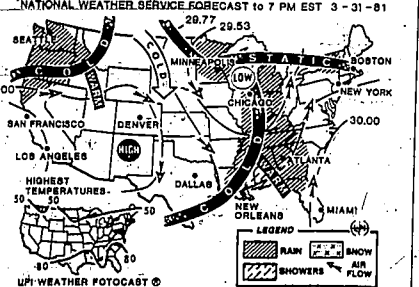 NATIONAL WEATHER SERVICE FORECAST to 7 PM EST 3-31-81
29.77
29.53
SEATTLE
COLD
COLD
WARM
MINNEAPOLIS
STATIC
BOSTON
LOW
CHICAGO
NEW YORK
30.00
SAN FRANCISCO
DENVER
COLD
HIGH
LOS ANGELES
DALLAS
ATLANTA
WARM
NEW ORLEANS
MIAMI
HIGHEST
TEMPERATURES
50
50
50
80
80
LEGEND
RAIN
SNOW
SHOWERS
AIR
FLOW
UPI WEATHER FOTOCAST ®